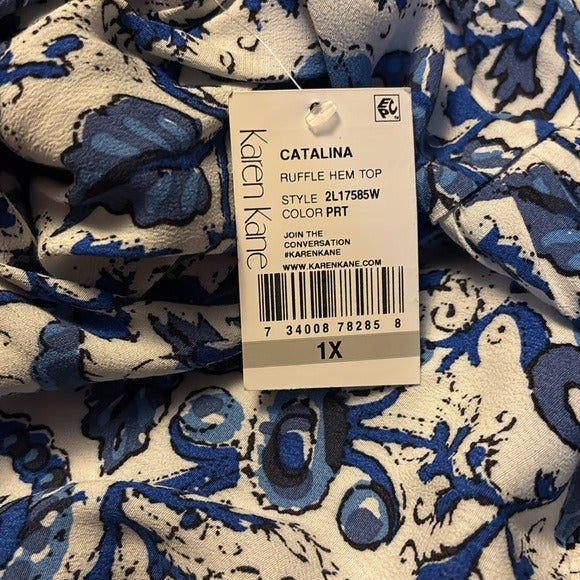 Karen Kane
EPC
CATALINA
RUFFLE HEM TOP
STYLE 2L17585W
COLOR PRT
JOIN THE
CONVERSATION
#KARENKANE
WWW.KARENKANE.COM
7 34008 78285 8
1X